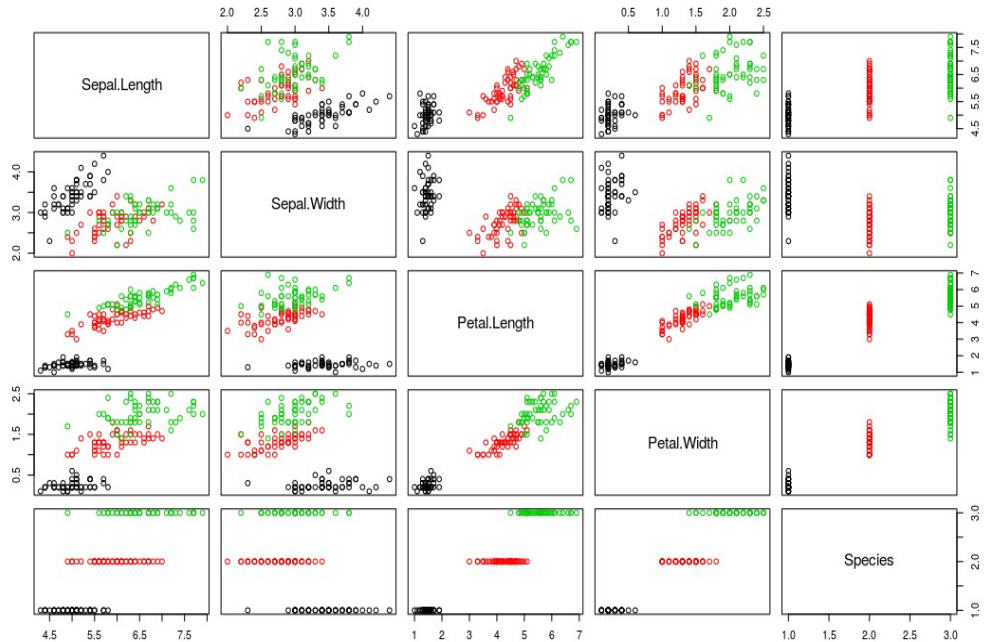 2.0 3.0 4.0
0.5 1.0 1.5 2.0 2.5
Sepal.Length
4.5 5.5 6.5 7.5
2.0 3.0 4.0
Sepal.Width
Petal.Length
1 2 3 4 5 6 7
0.5 1.5 2.5
Petal.Width
Species
1.0 2.0 3.0
4.5 5.5 6.5 7.5
1 2 3 4 5 6 7
1.0 1.5 2.0 2.5 3.0